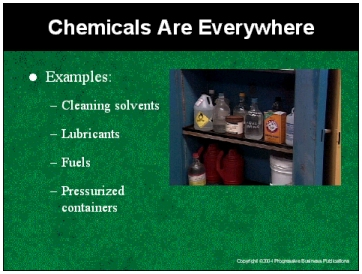 Chemicals Are Everywhere
● Examples:
– Cleaning solvents
– Lubricants
– Fuels
– Pressurized
containers
Copyright ©2004 Progressive Business Publications